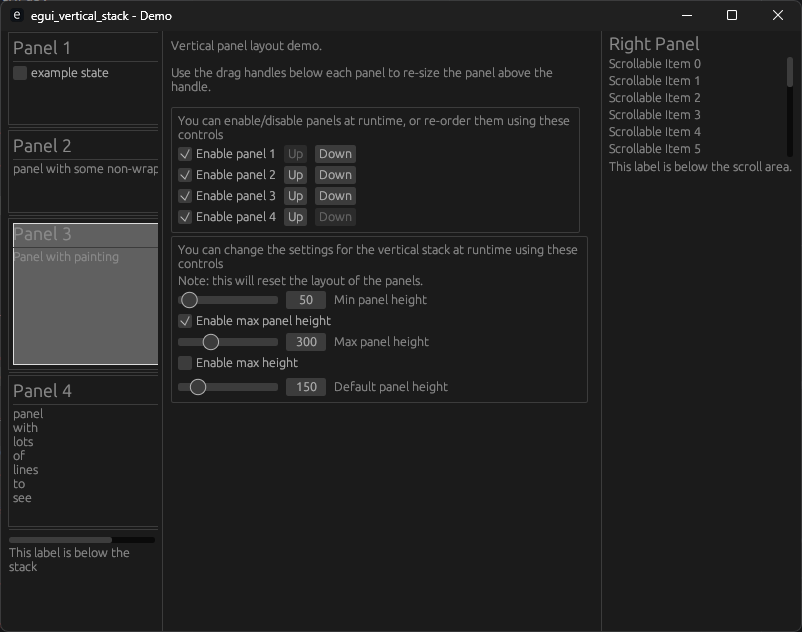 e egui_vertical_stack - Demo
Panel 1
example state
Panel 2
panel with some non-wrap
Panel 3
Panel with painting
Panel 4
panel
with
lots
of
lines
to
see
This label is below the
stack
Vertical panel layout demo.
Use the drag handles below each panel to re-size the panel above the
handle.
You can enable/disable panels at runtime, or re-order them using these
controls
Enable panel 1 Up Down
Enable panel 2 Up Down
Enable panel 3 Up Down
Enable panel 4 Up Down
You can change the settings for the vertical stack at runtime using these
controls
Note: this will reset the layout of the panels.
50 Min panel height
Enable max panel height
300 Max panel height
Enable max height
150 Default panel height
Right Panel
Scrollable Item 0
Scrollable Item 1
Scrollable Item 2
Scrollable Item 3
Scrollable Item 4
Scrollable Item 5
This label is below the scroll area.